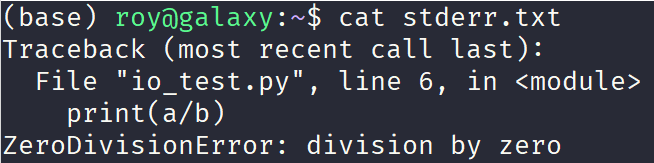 (base) roy@galaxy:~$ cat stderr.txt
Traceback (most recent call last):
  File "io_test.py", line 6, in <module>
    print(a/b)
ZeroDivisionError: division by zero